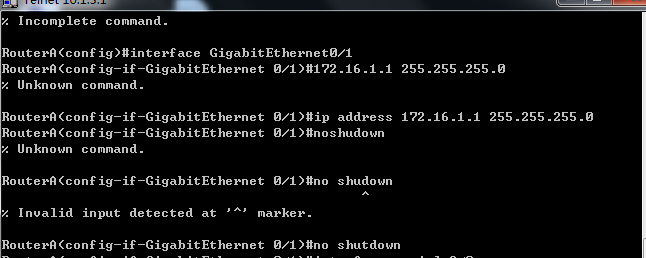 Telnet 10.1.3.1
% Incomplete command.
RouterA(config)#interface GigabitEthernet0/1
RouterA(config-if-GigabitEthernet 0/1)#172.16.1.1 255.255.255.0
% Unknown command.
RouterA(config-if-GigabitEthernet 0/1)#ip address 172.16.1.1 255.255.255.0
RouterA(config-if-GigabitEthernet 0/1)#noshudown
% Unknown command.
RouterA(config-if-GigabitEthernet 0/1)#no shudown
^
% Invalid input detected at '^' marker.
RouterA(config-if-GigabitEthernet 0/1)#no shutdown